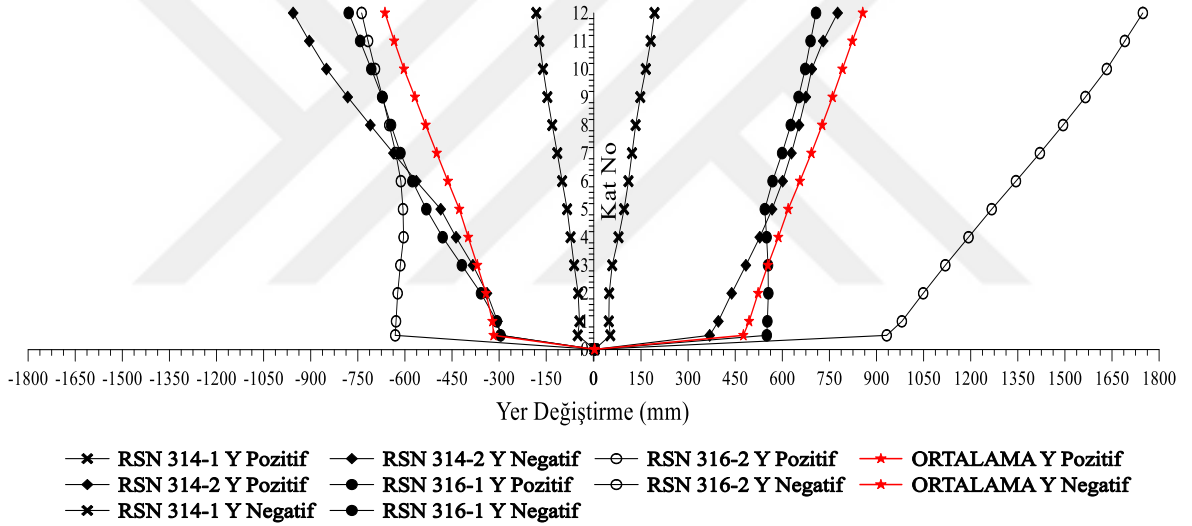 12
11
10
9
8
7
6
5
4
3
2
1
0
Kat No
-1800 -1650 -1500 -1350 -1200 -1050 -900 -750 -600 -450 -300 -150 0 150 300 450 600 750 900 1050 1200 1350 1500 1650 1800
Yer Değiştirme (mm)
RSN 314-1 Y Pozitif RSN 314-2 Y Negatif RSN 316-2 Y Pozitif ORTALAMA Y Pozitif
RSN 314-2 Y Pozitif RSN 316-1 Y Pozitif RSN 316-2 Y Negatif ORTALAMA Y Negatif
RSN 314-1 Y Negatif RSN 316-1 Y Negatif